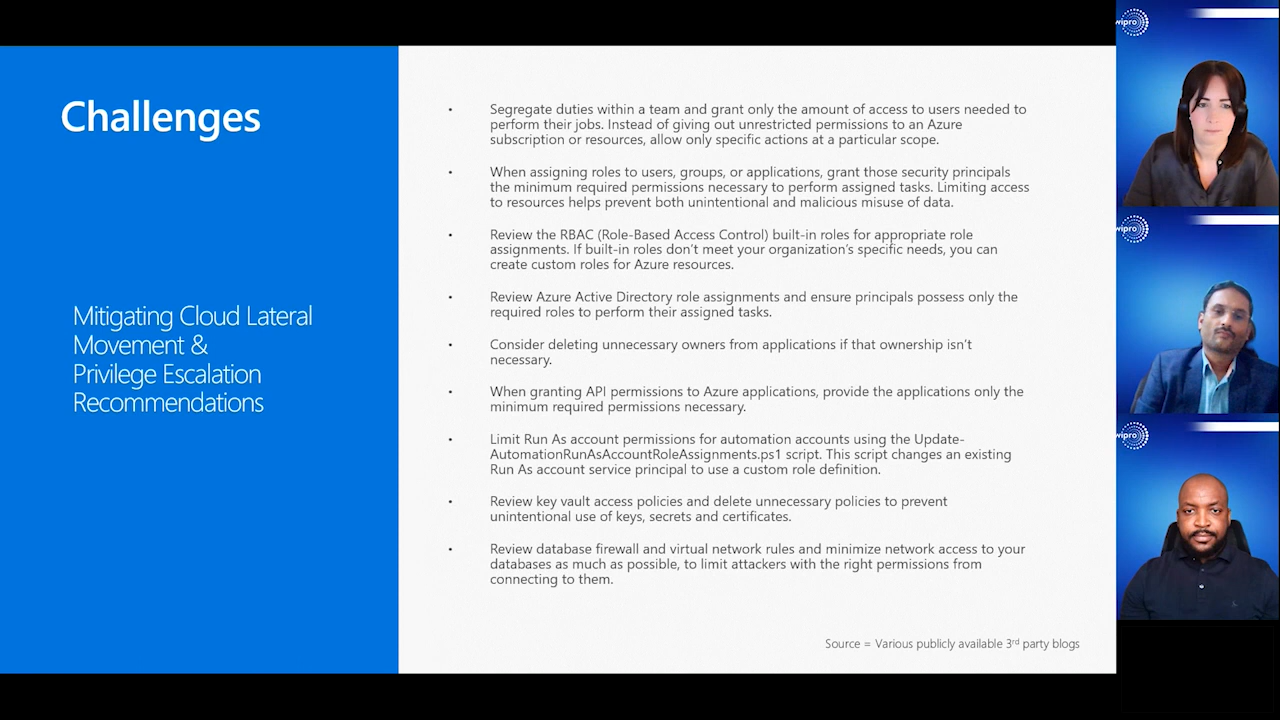 Challenges
Mitigating Cloud Lateral
Movement &
Privilege Escalation
Recommendations
• Segregate duties within a team and grant only the amount of access to users needed to
perform their jobs. Instead of giving out unrestricted permissions to an Azure
subscription or resources, allow only specific actions at a particular scope.
• When assigning roles to users, groups, or applications, grant those security principals
the minimum required permissions necessary to perform assigned tasks. Limiting access
to resources helps prevent both unintentional and malicious misuse of data.
• Review the RBAC (Role-Based Access Control) built-in roles for appropriate role
assignments. If built-in roles don't meet your organization's specific needs, you can
create custom roles for Azure resources.
• Review Azure Active Directory role assignments and ensure principals possess only the
required roles to perform their assigned tasks.
• Consider deleting unnecessary owners from applications if that ownership isn't
necessary.
• When granting API permissions to Azure applications, provide the applications only the
minimum required permissions necessary.
• Limit Run As account permissions for automation accounts using the Update-
AutomationRunAsAccountRoleAssignments.ps1 script. This script changes an existing
Run As account service principal to use a custom role definition.
• Review key vault access policies and delete unnecessary policies to prevent
unintentional use of keys, secrets and certificates.
• Review database firewall and virtual network rules and minimize network access to your
databases as much as possible, to limit attackers with the right permissions from
connecting to them.
Source = Various publicly available 3rd party blogs
wipro
wipro
wipro